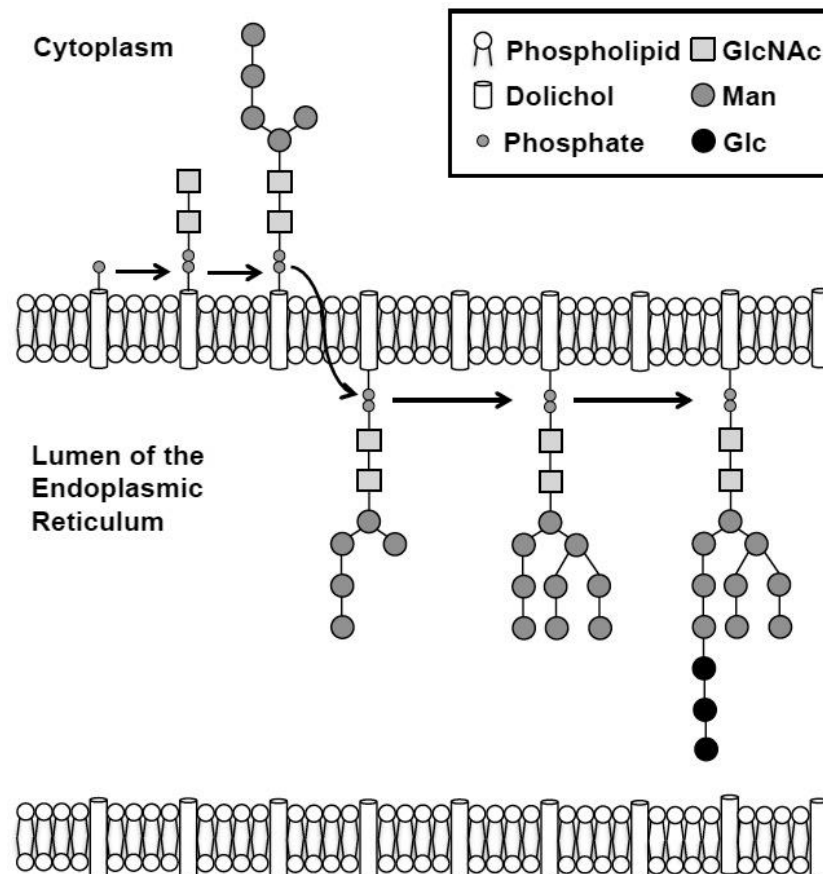 Cytoplasm
Phospholipid
GlcNAc
Dolichol
Man
Phosphate
Glc
Lumen of the
Endoplasmic
Reticulum